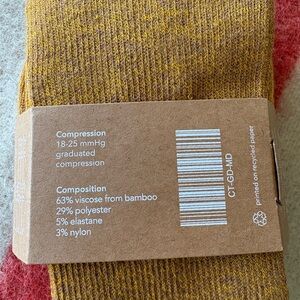 Compression
18-25 mmHg
graduated
compression
Composition
63% viscose from bamboo
29% polyester
5% elastane
3% nylon
CT-GD-MD
printed on recycled paper